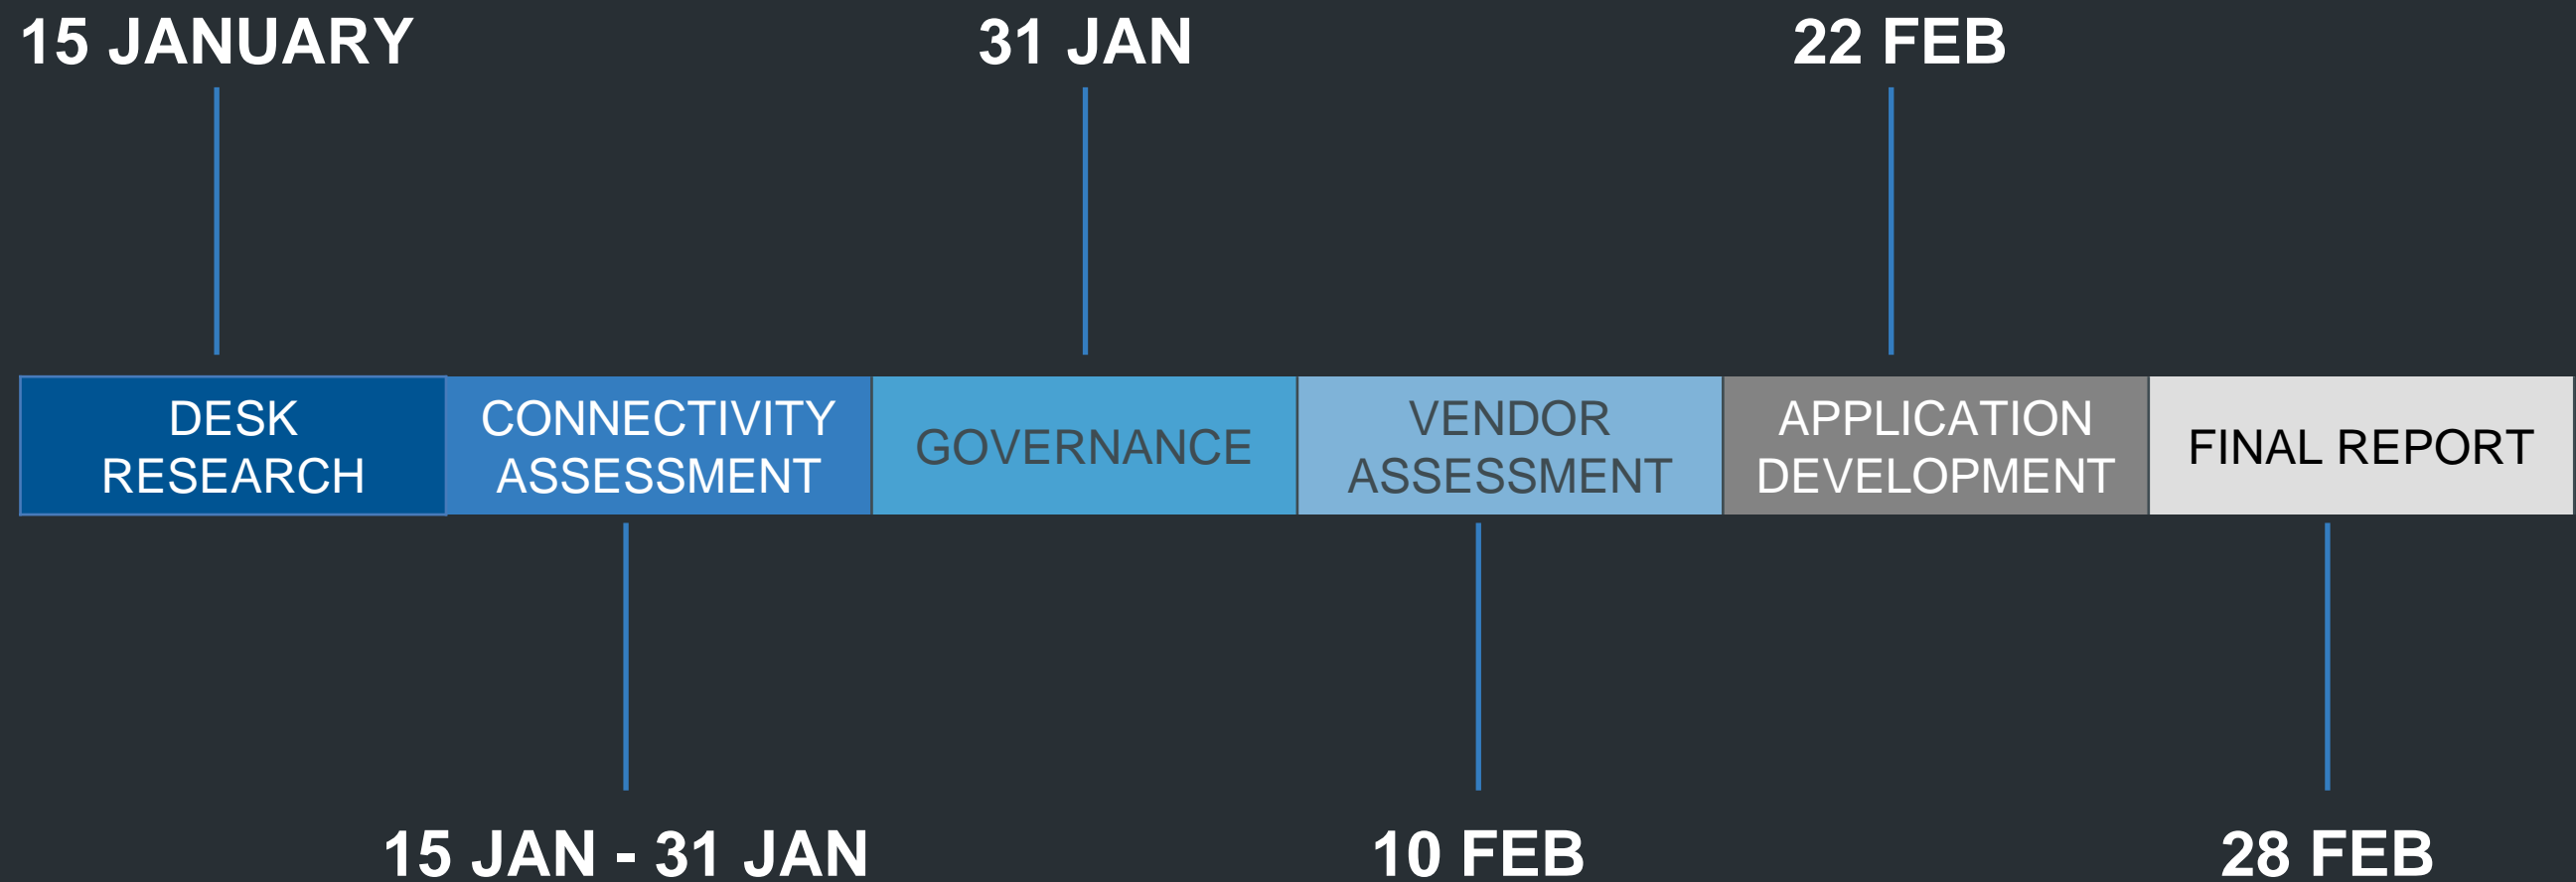 15 JANUARY
31 JAN
22 FEB
DESK
RESEARCH
CONNECTIVITY
ASSESSMENT
GOVERNANCE
VENDOR
ASSESSMENT
APPLICATION
DEVELOPMENT
FINAL REPORT
15 JAN - 31 JAN
10 FEB
28 FEB